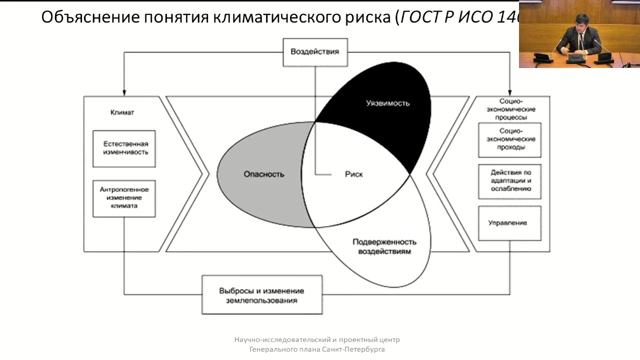 Объяснение понятия климатического риска (ГОСТ Р ИСО 140
Воздействия
Климат
Естественная
изменчивость
Антропогенное
изменение
климата
Опасность
Уязвимость
Риск
Подверженность
воздействиям
Социо-
экономические
процессы
Социо-
экономические
проходы
Действия по
адаптации и
ослаблению
Управление
Выбросы и изменение
землепользования
Научно-исследовательский и проектный центр
Генерального плана Санкт-Петербурга